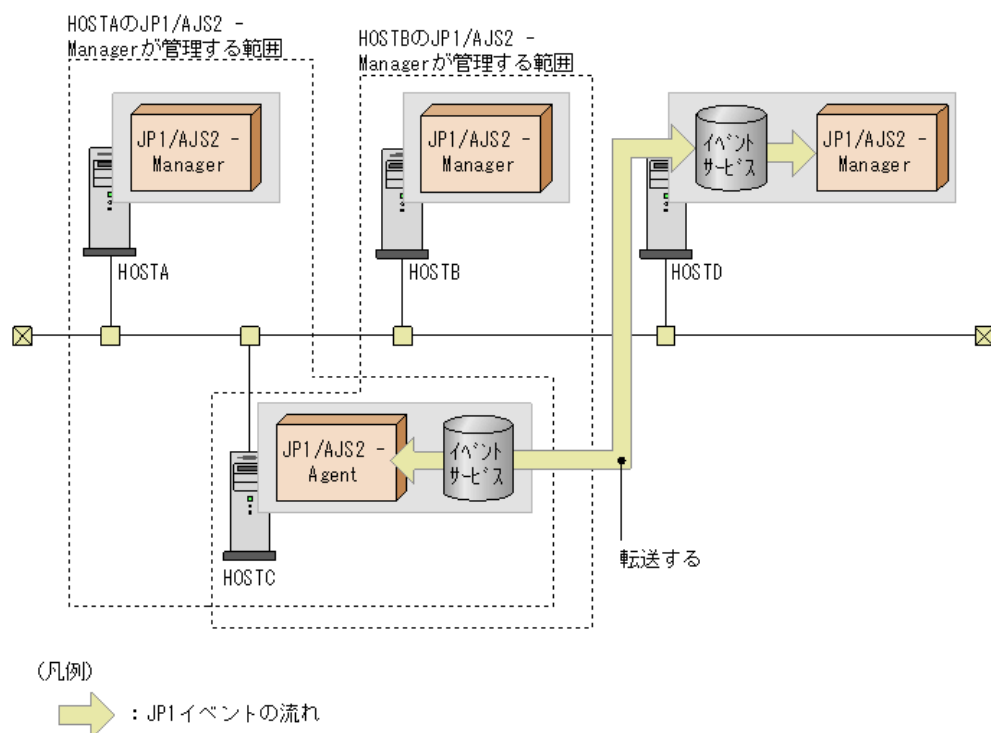 HOSTAのJP1/AJS2 -
Managerが管理する範囲
HOSTBのJP1/AJS2 -
Managerが管理する範囲
JP1/AJS2 -
Manager
JP1/AJS2 -
Manager
イベント
サービス
JP1/AJS2 -
Manager
HOSTA
HOSTB
HOSTD
JP1/AJS2 -
Agent
イベント
サービス
転送する
HOSTC
(凡例)
：JP1イベントの流れ